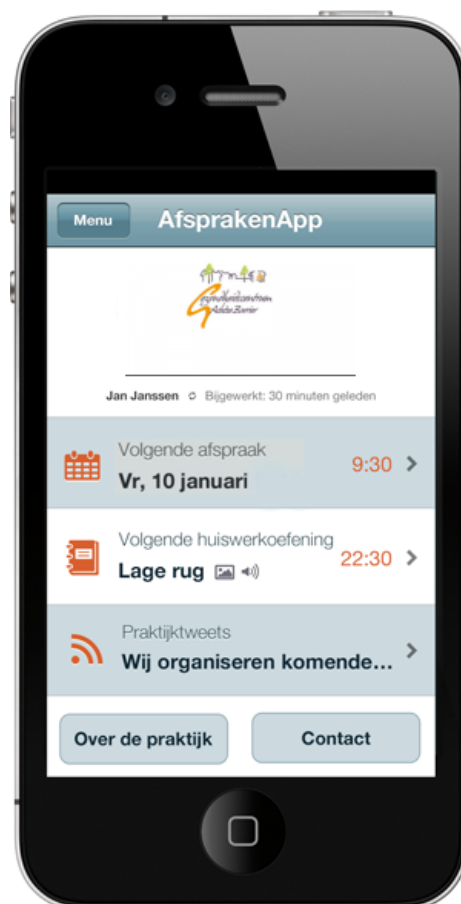 Menu
AfsprakenApp
Gezondheidscentrum
Jan Janssen Bijgewerkt: 30 minuten geleden
Volgende afspraak
Vr, 10 januari
9:30
Volgende huiswerkoefening
Lage rug
22:30
Praktijktweets
Wij organiseren komende...
Over de praktijk
Contact